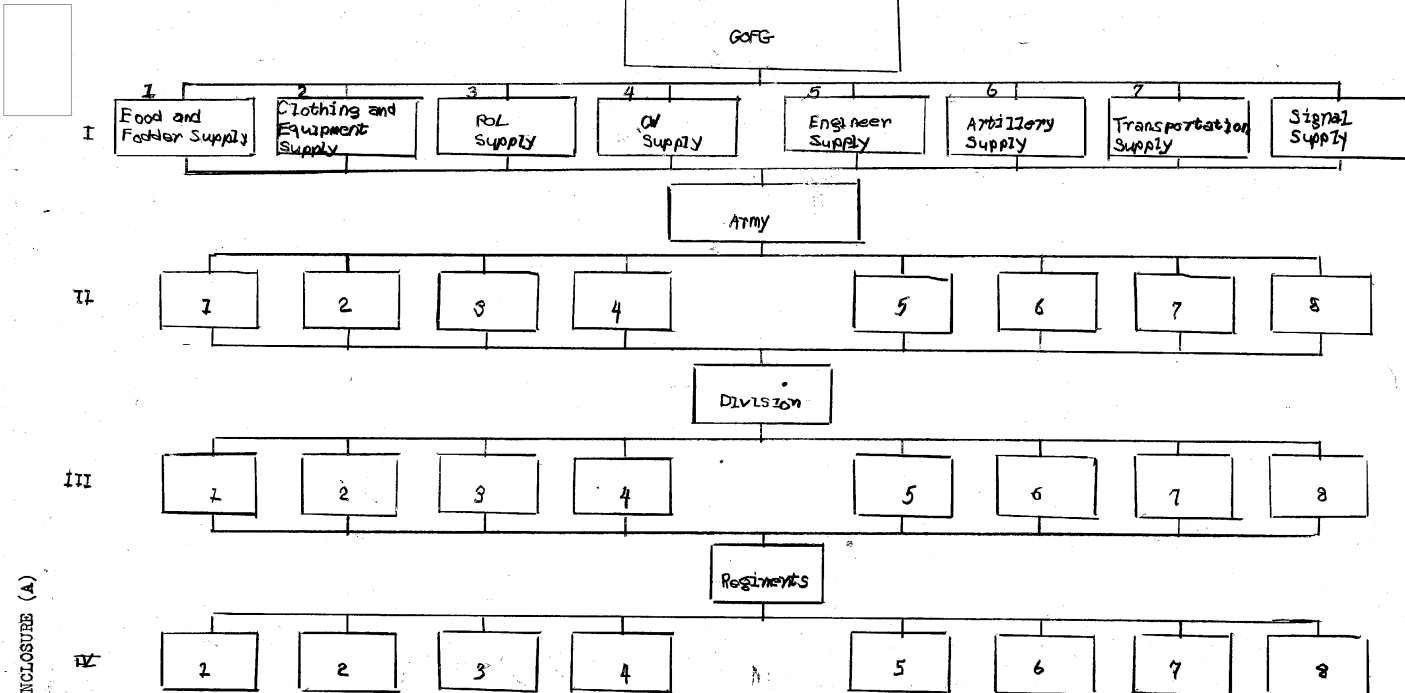 GOFG
1 2 3 4 5 6 7
I
Food and
Fodder Supply
Clothing and
Equipment
Supply
POL
Supply
CW
Supply
Engineer
Supply
Artillery
Supply
Transportation
Supply
Signal
Supply
Army
II
1 2 3 4 5 6 7 8
Division
III
1 2 3 4 5 6 7 8
Regiments
IV
1 2 3 4 5 6 7 8
NCLOSURE (A)